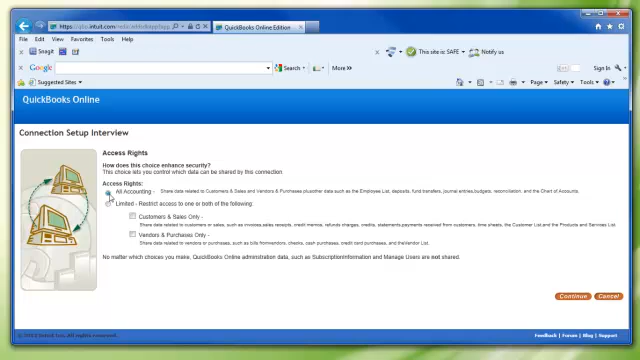 QuickBooks Online Edition
File Edit View Favorites Tools Help
Snagit
This site is SAFE
Notify us
Google
Search
More
Sign In
Suggested Sites
Page Safety Tools
QuickBooks Online
Connection Setup Interview
Access Rights
How does this choice enhance security?
This choice lets you control which data can be shared by this connection
Access Rights:
All Accounting - Share data related to Customers & Sales and Vendors & Purchases plus other data such as the Employee List, deposits, fund transfers, journal entries, budgets, reconciliation, and the Chart of Accounts.
Limited - Restrict access to one or both of the following:
Customers & Sales Only -
Share data related to customers or sales, such as invoices, sales receipts, credit memos, refunds charges, credits, statements, payments received from customers, time sheets, the Customer List, and the Products and Services List.
Vendors & Purchases Only -
Share data related to vendors or purchases, such as bills from vendors, checks, cash purchases, credit card purchases, and the Vendor List.
No matter which choices you make, QuickBooks Online administration data, such as Subscription Information and Manage Users are not shared.
Continue Cancel
Feedback | Forum | Blog | Support